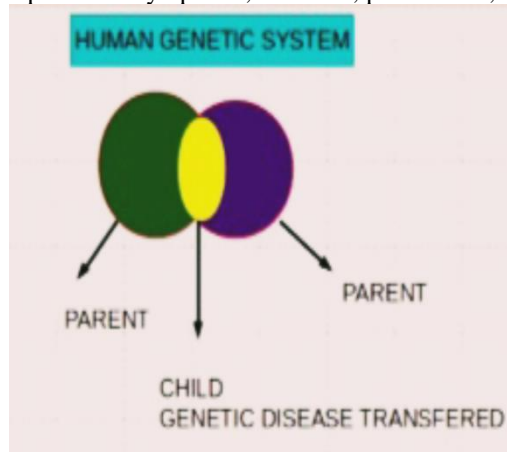 HUMAN GENETIC SYSTEM
PARENT
PARENT
CHILD
GENETIC DISEASE TRANSFERED